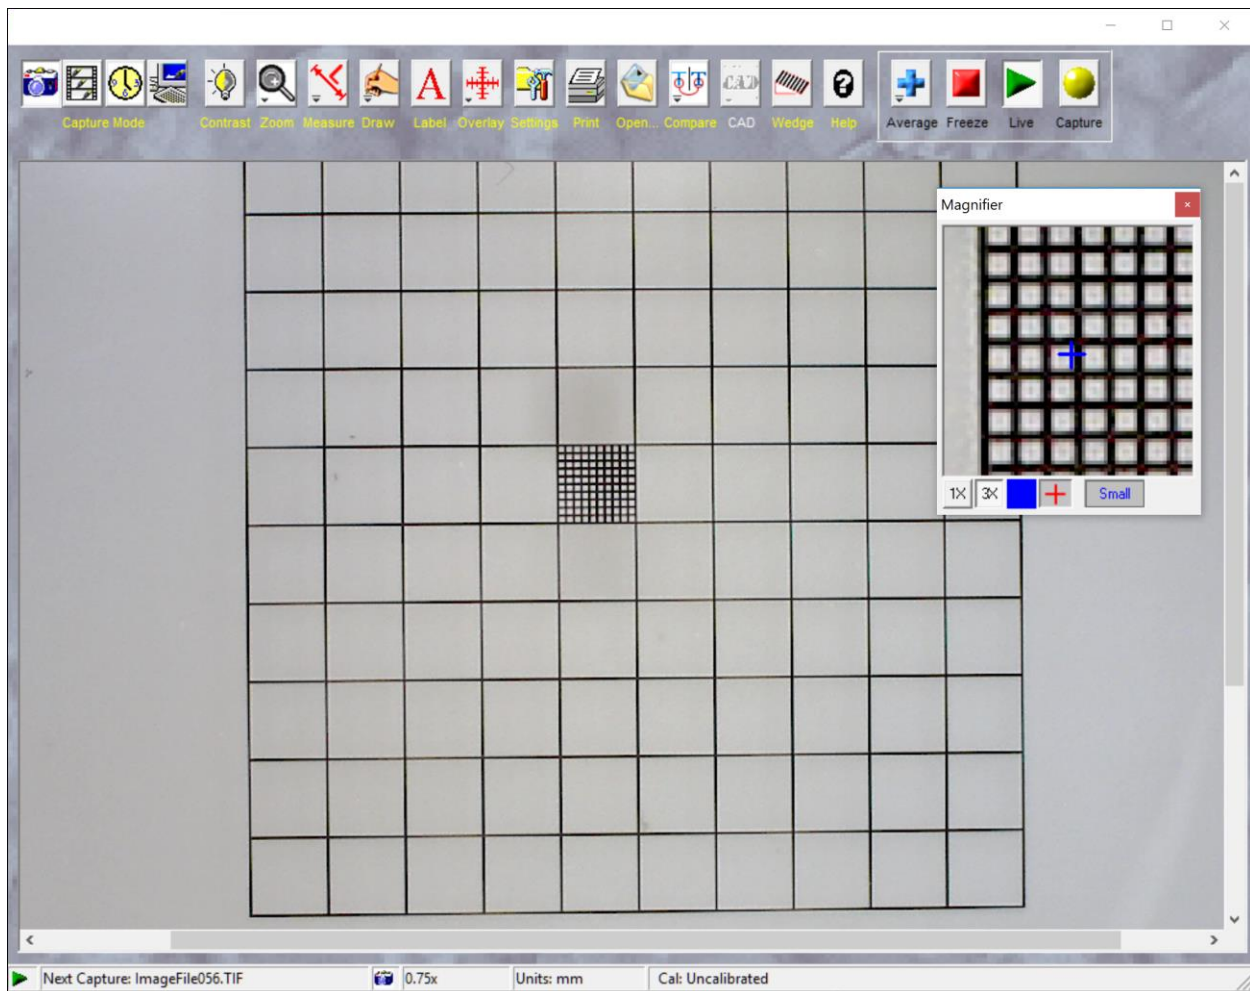 Capture Mode Contrast Zoom Measure Draw Label Overlay Settings Print Open... Compare CAD Wedge Help Average Freeze Live Capture
Magnifier
1X 3X Small
Next Capture: ImageFile056.TIF 0.75x Units: mm Cal: Uncalibrated